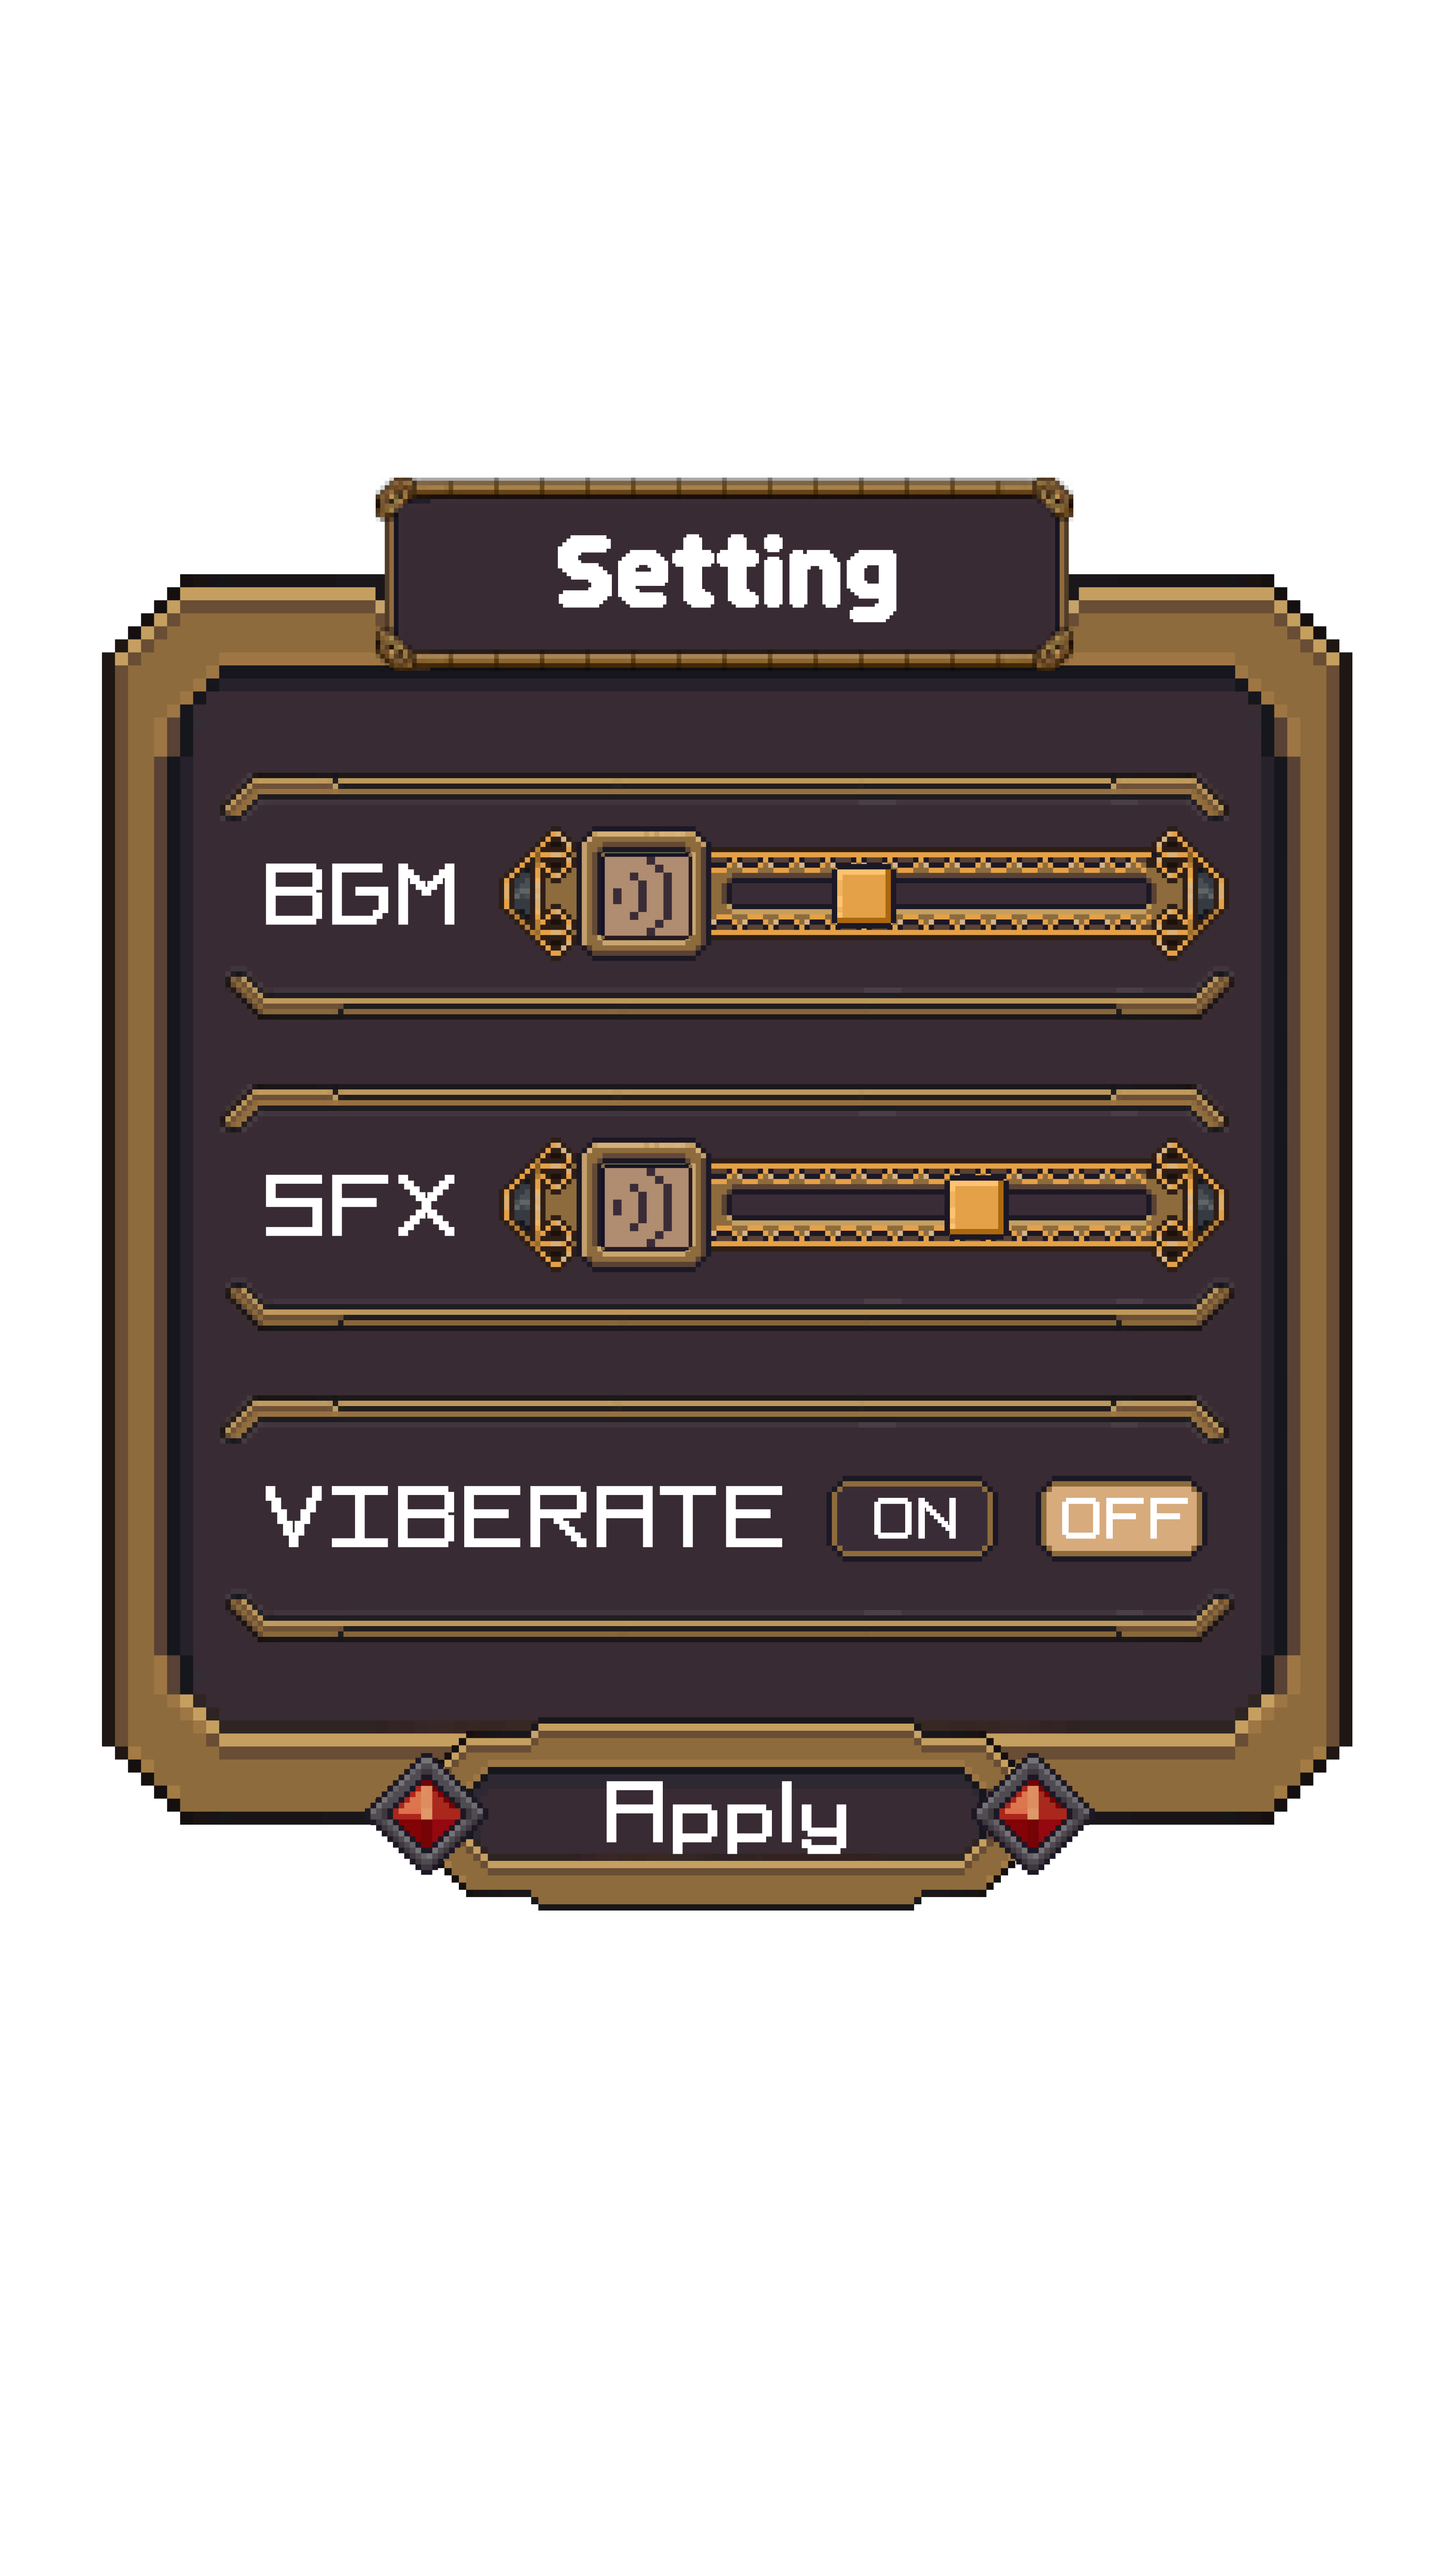 Setting
BGM
SFX
VIBERATE ON OFF
Apply